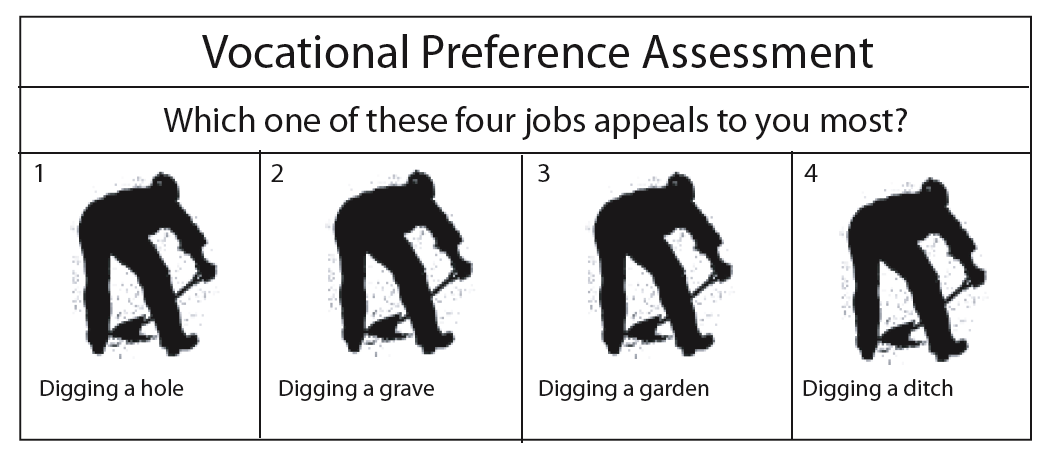 Vocational Preference Assessment
Which one of these four jobs appeals to you most?
1
2
3
4
Digging a hole
Digging a grave
Digging a garden
Digging a ditch